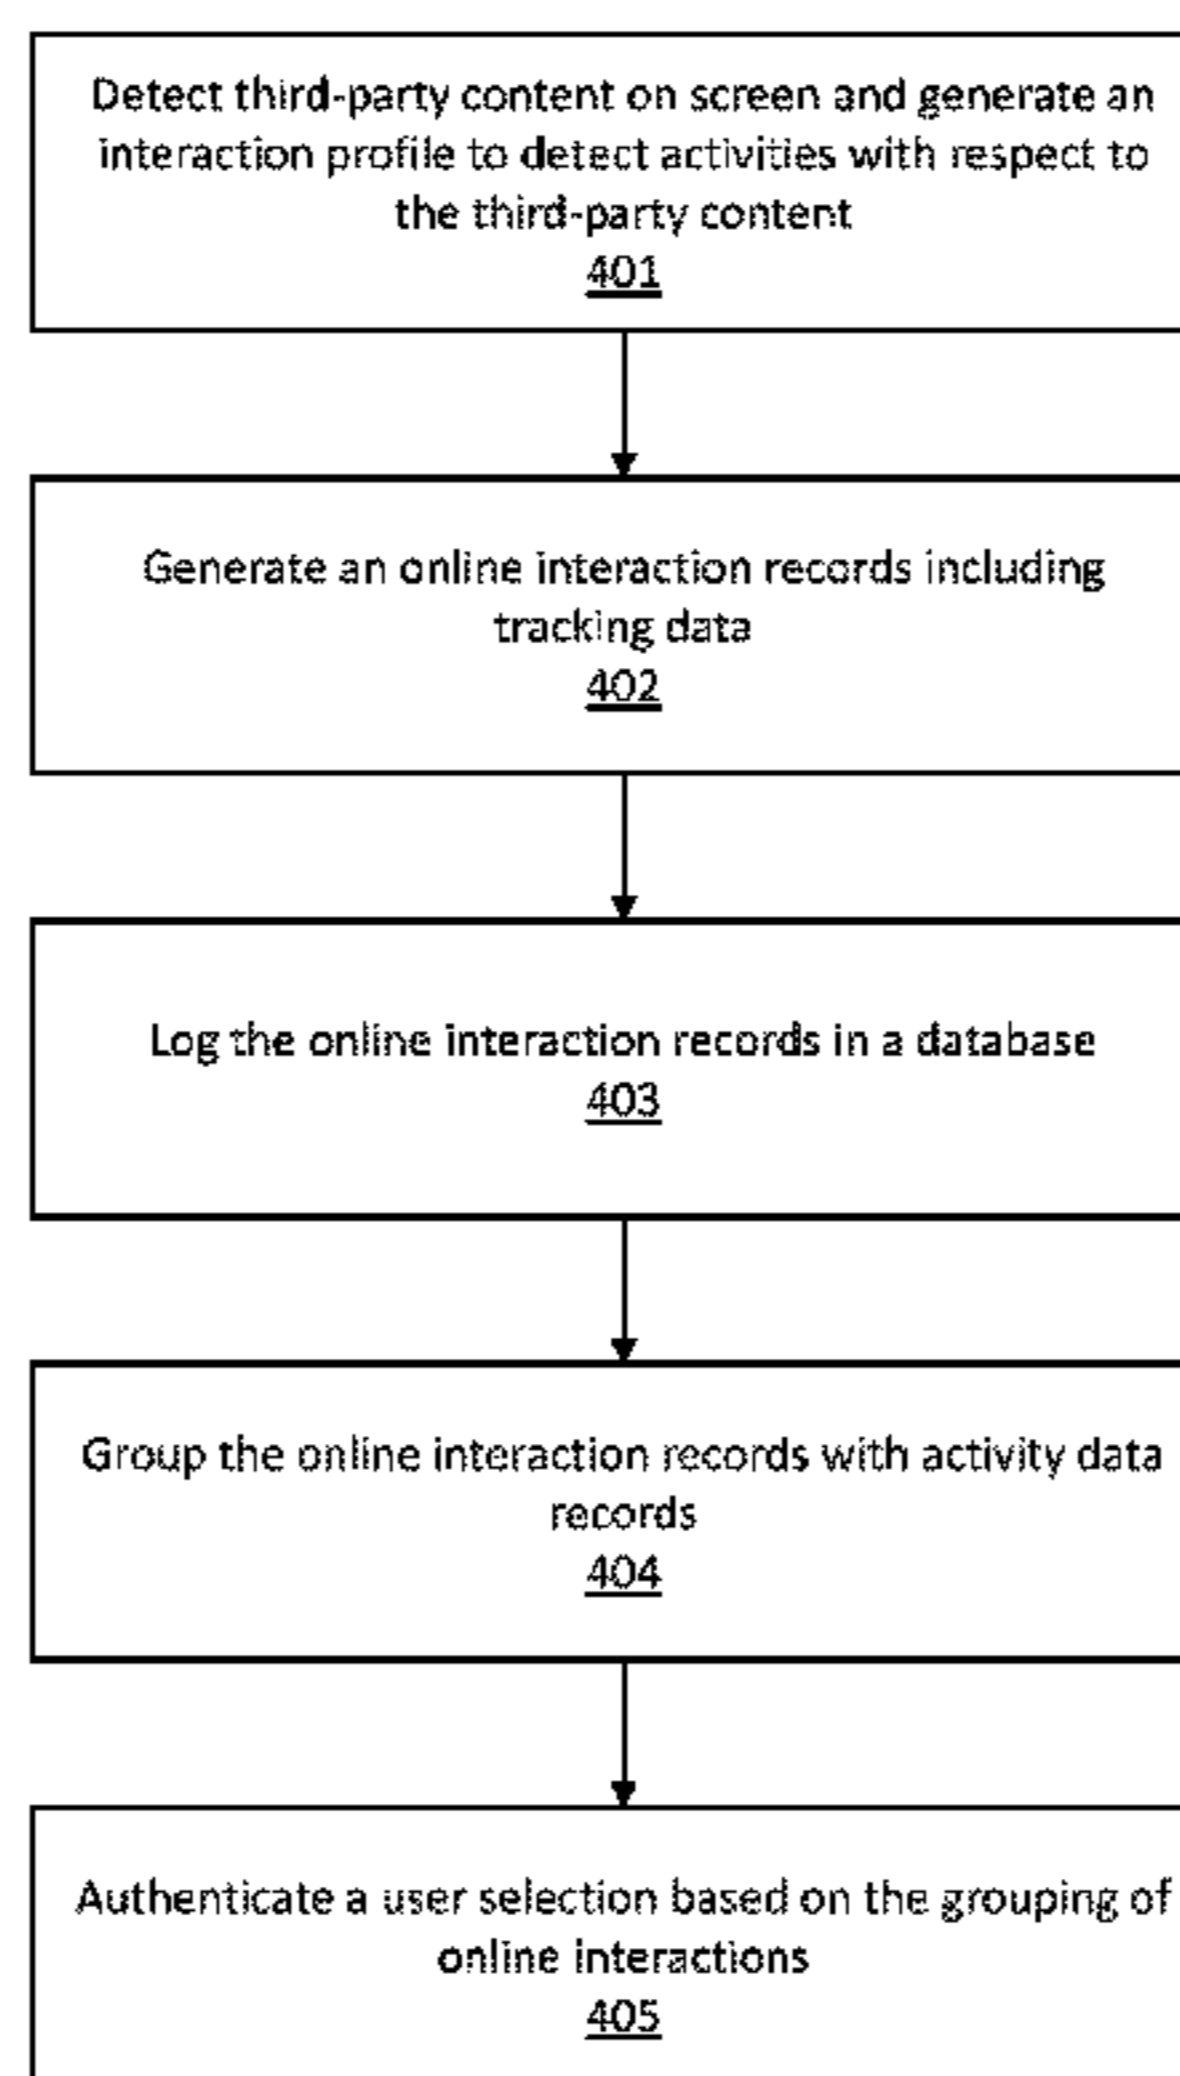 Detect third-party content on screen and generate an
interaction profile to detect activities with respect to
the third-party content
401
Generate an online interaction records including
tracking data
402
Log the online interaction records in a database
403
Group the online interaction records with activity data
records
404
Authenticate a user selection based on the grouping of
online interactions
405